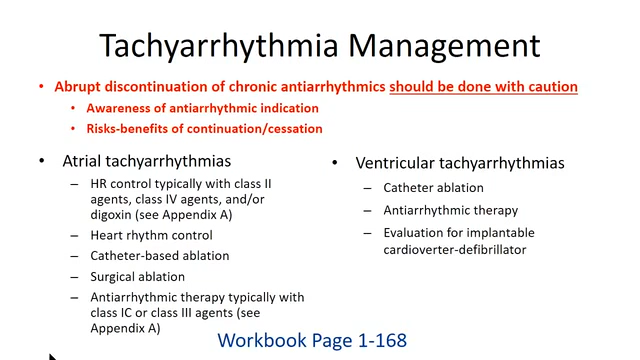 Tachyarrhythmia Management
• Abrupt discontinuation of chronic antiarrhythmics should be done with caution
• Awareness of antiarrhythmic indication
• Risks-benefits of continuation/cessation
• Atrial tachyarrhythmias
– HR control typically with class II
agents, class IV agents, and/or
digoxin (see Appendix A)
– Heart rhythm control
– Catheter-based ablation
– Surgical ablation
– Antiarrhythmic therapy typically with
class IC or class III agents (see
Appendix A)
• Ventricular tachyarrhythmias
– Catheter ablation
– Antiarrhythmic therapy
– Evaluation for implantable
cardioverter-defibrillator
Workbook Page 1-168